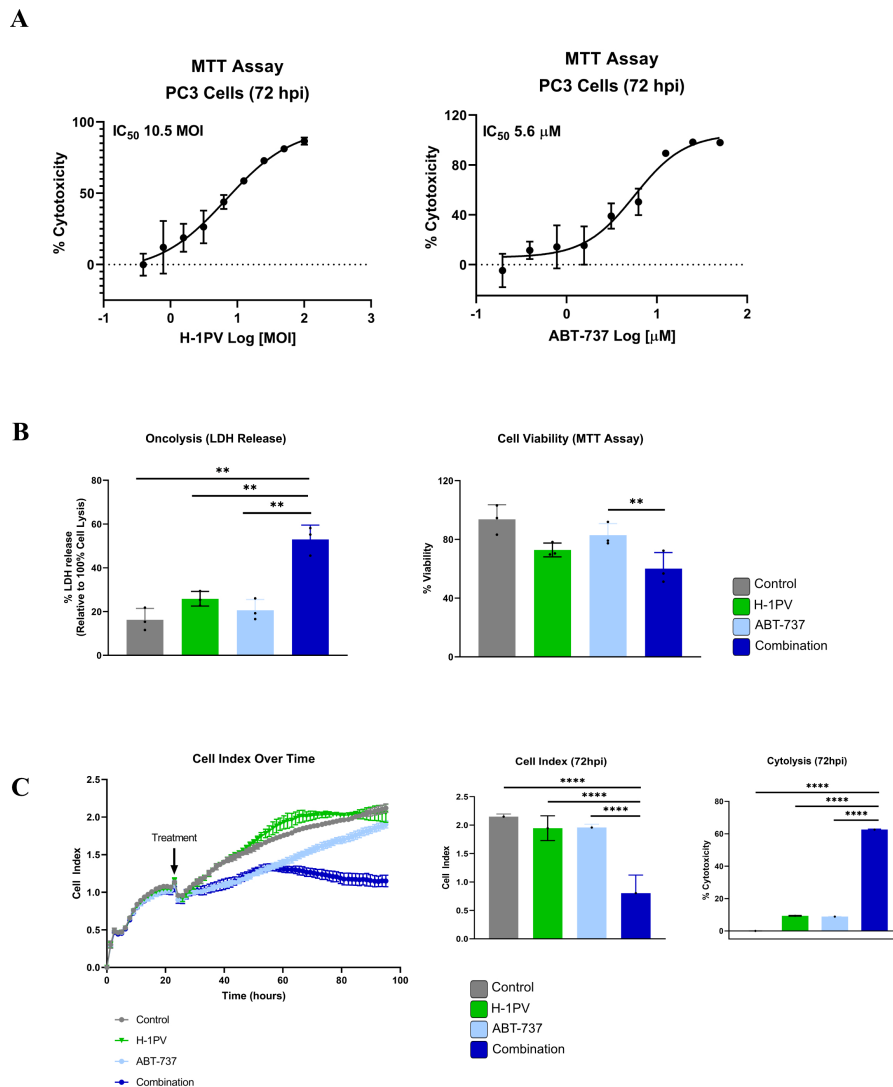 A
MTT Assay
PC3 Cells (72 hpi)
IC50 10.5 MOI
% Cytotoxicity
100
50
0
-1
0
1
2
3
H-1PV Log [MOI]
MTT Assay
PC3 Cells (72 hpi)
IC50 5.6 μM
% Cytotoxicity
120
80
40
0
-1
0
1
2
ABT-737 Log [μM]
B
Oncolysis (LDH Release)
% LDH release
(Relative to 100% Cell Lysis)
80
60
40
20
0
**
**
**
Cell Viability (MTT Assay)
% Viability
120
80
40
0
**
Control
H-1PV
ABT-737
Combination
C
Cell Index Over Time
Cell Index
2.5
2.0
1.5
1.0
0.5
0.0
Treatment
0
20
40
60
80
100
Time (hours)
Control
H-1PV
ABT-737
Combination
Cell Index (72hpi)
Cell Index
2.5
2.0
1.5
1.0
0.5
0.0
****
****
****
Control
H-1PV
ABT-737
Combination
Cytolysis (72hpi)
% Cytotoxicity
80
60
40
20
0
****
****
****